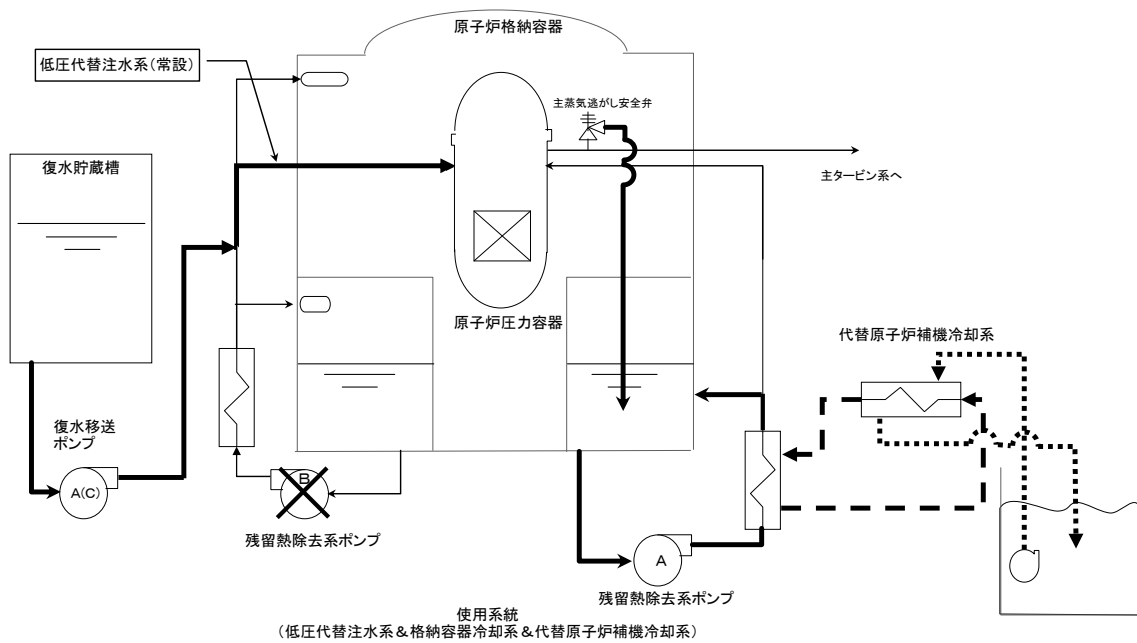 原子炉格納容器
低圧代替注水系（常設）
主蒸気逃がし安全弁
復水貯蔵槽
主タービン系へ
原子炉圧力容器
代替原子炉補機冷却系
復水移送
ポンプ
A(C)
B
残留熱除去系ポンプ
A
残留熱除去系ポンプ
使用系統
（低圧代替注水系＆格納容器冷却系＆代替原子炉補機冷却系）